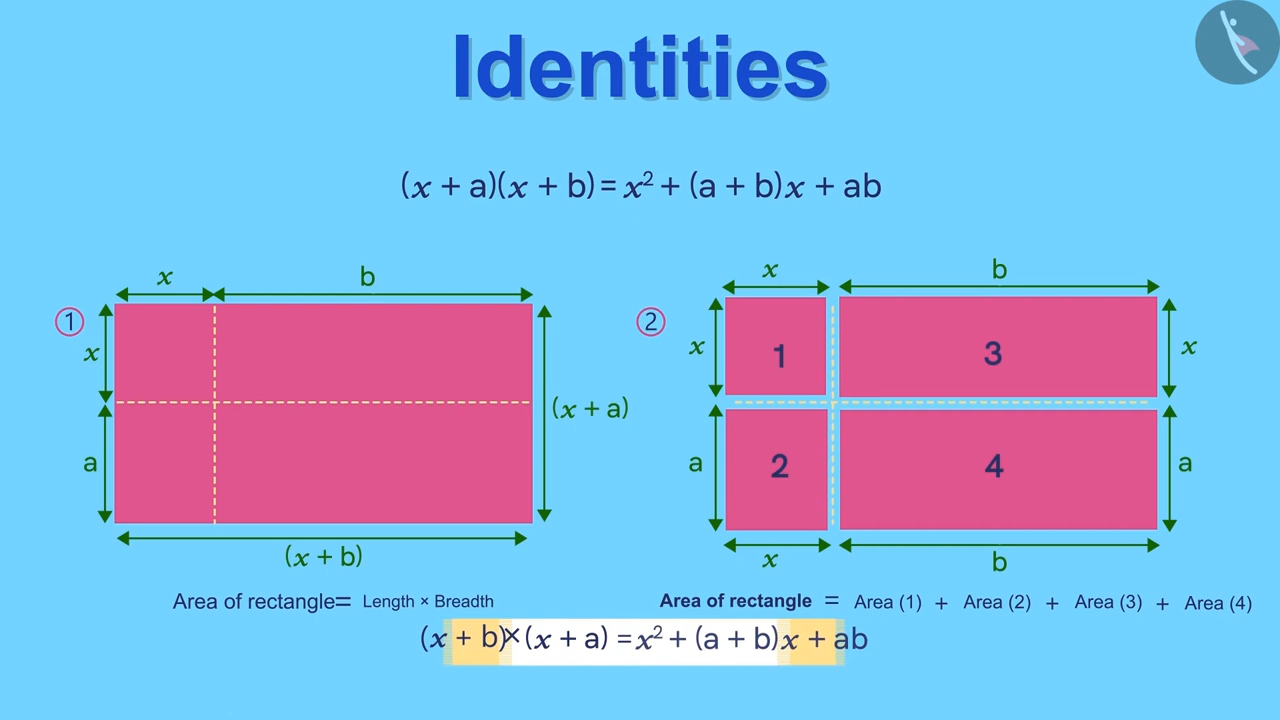 Identities
(x + a)(x + b) = x² + (a + b)x + ab
① x b
x
a
(x + a)
(x + b)
Area of rectangle = Length × Breadth
② x b
x 1 3 x
a 2 4 a
x b
Area of rectangle = Area (1) + Area (2) + Area (3) + Area (4)
(x + b)×(x + a) = x² + (a + b)x + ab